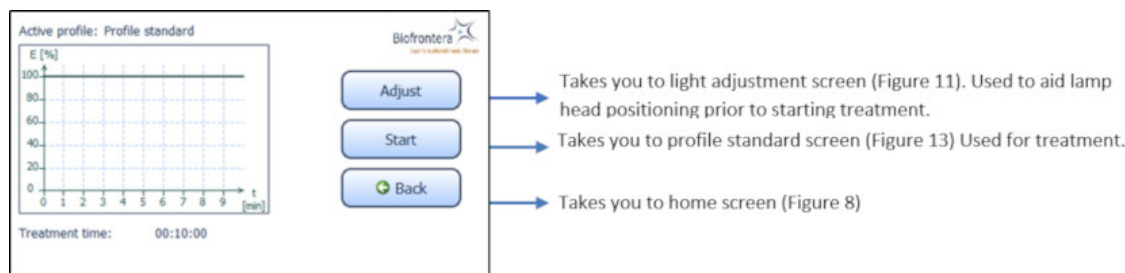 Active profile: Profile standard
Biofrontera
E [%]
100
80
60
40
20
0
0 1 2 3 4 5 6 7 8 9
t
[min]
Treatment time: 00:10:00
Adjust
Start
Back
Takes you to light adjustment screen (Figure 11). Used to aid lamp
head positioning prior to starting treatment.
Takes you to profile standard screen (Figure 13) Used for treatment.
Takes you to home screen (Figure 8)